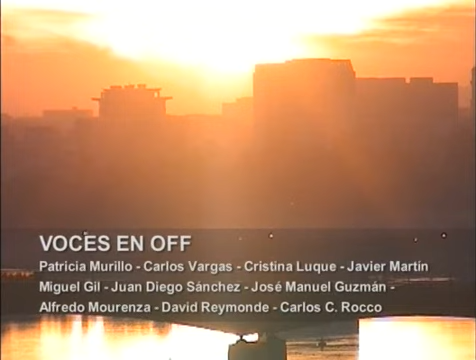 VOCES EN OFF
Patricia Murillo - Carlos Vargas - Cristina Luque - Javier Martín
Miguel Gil - Juan Diego Sánchez - José Manuel Guzmán -
Alfredo Mourenza - David Reymonde - Carlos C. Rocco